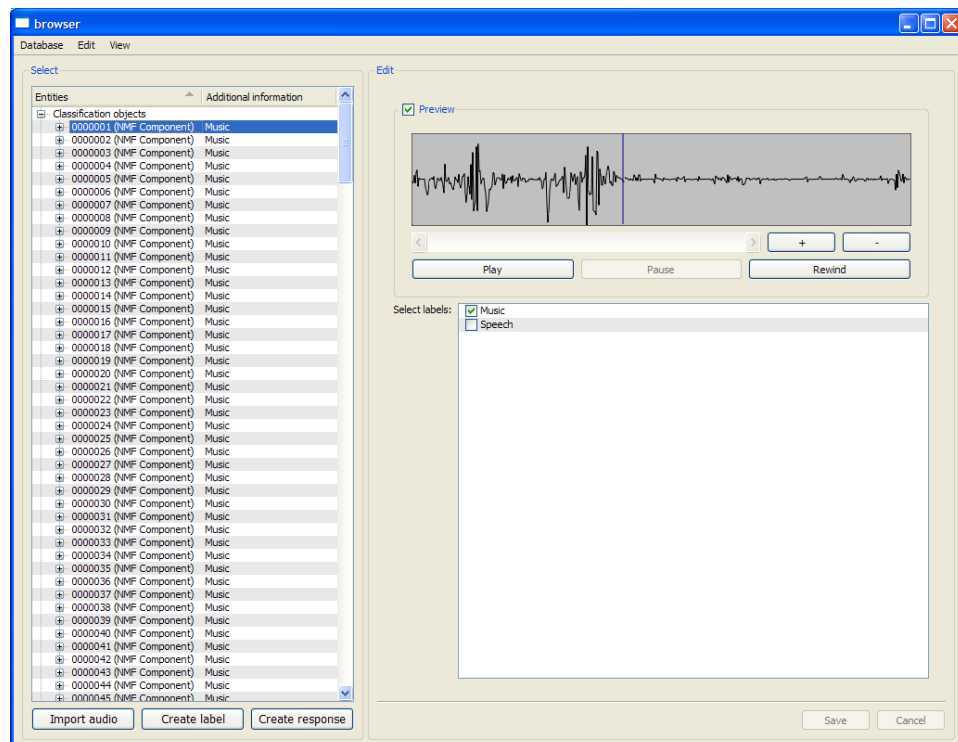 browser
Database Edit View
Select
Entities Additional information
Classification objects
0000001 (NMF Component) Music
0000002 (NMF Component) Music
0000003 (NMF Component) Music
0000004 (NMF Component) Music
0000005 (NMF Component) Music
0000006 (NMF Component) Music
0000007 (NMF Component) Music
0000008 (NMF Component) Music
0000009 (NMF Component) Music
0000010 (NMF Component) Music
0000011 (NMF Component) Music
0000012 (NMF Component) Music
0000013 (NMF Component) Music
0000014 (NMF Component) Music
0000015 (NMF Component) Music
0000016 (NMF Component) Music
0000017 (NMF Component) Music
0000018 (NMF Component) Music
0000019 (NMF Component) Music
0000020 (NMF Component) Music
0000021 (NMF Component) Music
0000022 (NMF Component) Music
0000023 (NMF Component) Music
0000024 (NMF Component) Music
0000025 (NMF Component) Music
0000026 (NMF Component) Music
0000027 (NMF Component) Music
0000028 (NMF Component) Music
0000029 (NMF Component) Music
0000030 (NMF Component) Music
0000031 (NMF Component) Music
0000032 (NMF Component) Music
0000033 (NMF Component) Music
0000034 (NMF Component) Music
0000035 (NMF Component) Music
0000036 (NMF Component) Music
0000037 (NMF Component) Music
0000038 (NMF Component) Music
0000039 (NMF Component) Music
0000040 (NMF Component) Music
0000041 (NMF Component) Music
0000042 (NMF Component) Music
0000043 (NMF Component) Music
0000044 (NMF Component) Music
0000045 (NMF Component) Music
Import audio Create label Create response
Edit
Preview
+ -
Play Pause Rewind
Select labels: Music
Speech
Save Cancel